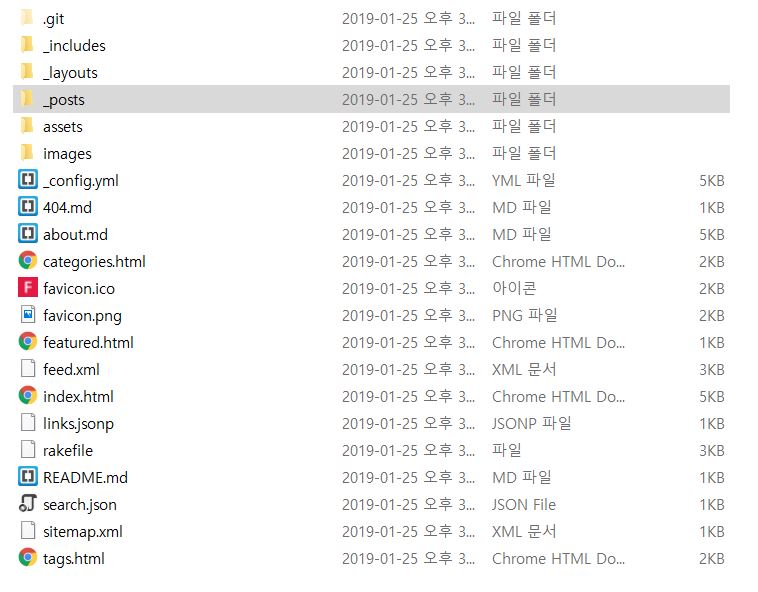 .git 2019-01-25 오후 3... 파일 폴더
_includes 2019-01-25 오후 3... 파일 폴더
_layouts 2019-01-25 오후 3... 파일 폴더
_posts 2019-01-25 오후 3... 파일 폴더
assets 2019-01-25 오후 3... 파일 폴더
images 2019-01-25 오후 3... 파일 폴더
_config.yml 2019-01-25 오후 3... YML 파일 5KB
404.md 2019-01-25 오후 3... MD 파일 1KB
about.md 2019-01-25 오후 3... MD 파일 5KB
categories.html 2019-01-25 오후 3... Chrome HTML Do... 2KB
F favicon.ico 2019-01-25 오후 3... 아이콘 2KB
favicon.png 2019-01-25 오후 3... PNG 파일 2KB
featured.html 2019-01-25 오후 3... Chrome HTML Do... 1KB
feed.xml 2019-01-25 오후 3... XML 문서 3KB
index.html 2019-01-25 오후 3... Chrome HTML Do... 5KB
links.jsonp 2019-01-25 오후 3... JSONP 파일 1KB
rakefile 2019-01-25 오후 3... 파일 3KB
README.md 2019-01-25 오후 3... MD 파일 1KB
search.json 2019-01-25 오후 3... JSON File 1KB
sitemap.xml 2019-01-25 오후 3... XML 문서 1KB
tags.html 2019-01-25 오후 3... Chrome HTML Do... 2KB